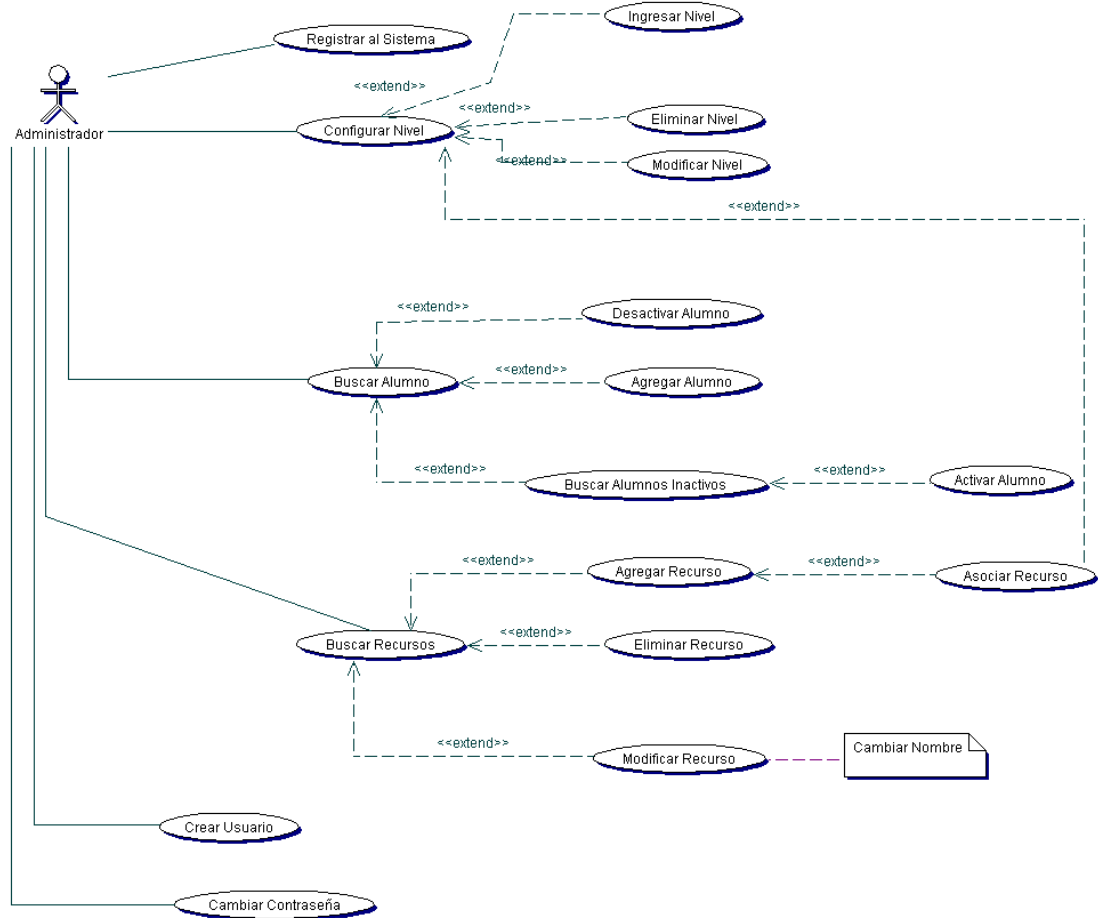 Ingresar Nivel
Registrar al Sistema
<<extend>>
<<extend>>
Administrador
Configurar Nivel
Eliminar Nivel
<<extend>>
Modificar Nivel
<<extend>>
<<extend>>
Desactivar Alumno
<<extend>>
Buscar Alumno
Agregar Alumno
<<extend>>
<<extend>>
Buscar Alumnos Inactivos
Activar Alumno
<<extend>>
<<extend>>
Agregar Recurso
Asociar Recurso
<<extend>>
Buscar Recursos
Eliminar Recurso
<<extend>>
Modificar Recurso
Cambiar Nombre
Crear Usuario
Cambiar Contraseña